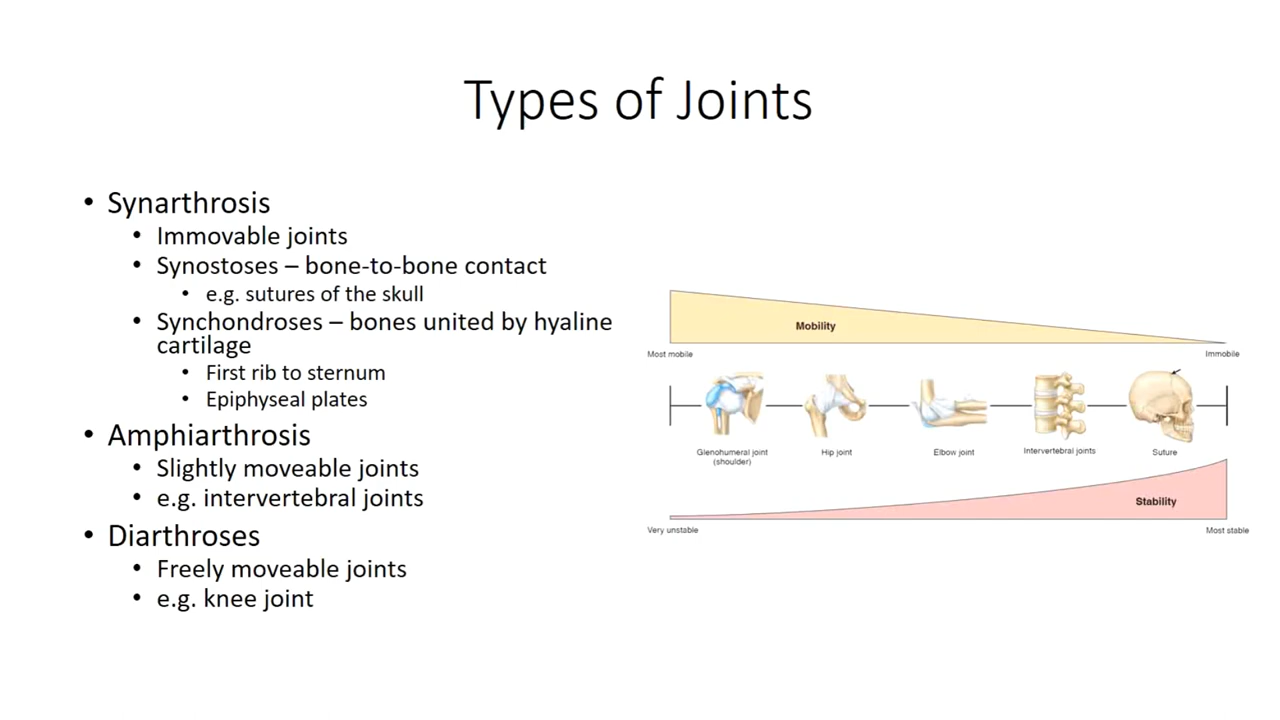 Types of Joints
• Synarthrosis
• Immovable joints
• Synostoses – bone-to-bone contact
• e.g. sutures of the skull
• Synchondroses – bones united by hyaline
cartilage
• First rib to sternum
• Epiphyseal plates
• Amphiarthrosis
• Slightly moveable joints
• e.g. intervertebral joints
• Diarthroses
• Freely moveable joints
• e.g. knee joint
Mobility
Most mobile
Immobile
Glenohumeral joint
(shoulder)
Hip joint
Elbow joint
Intervertebral joints
Suture
Stability
Very unstable
Most stable